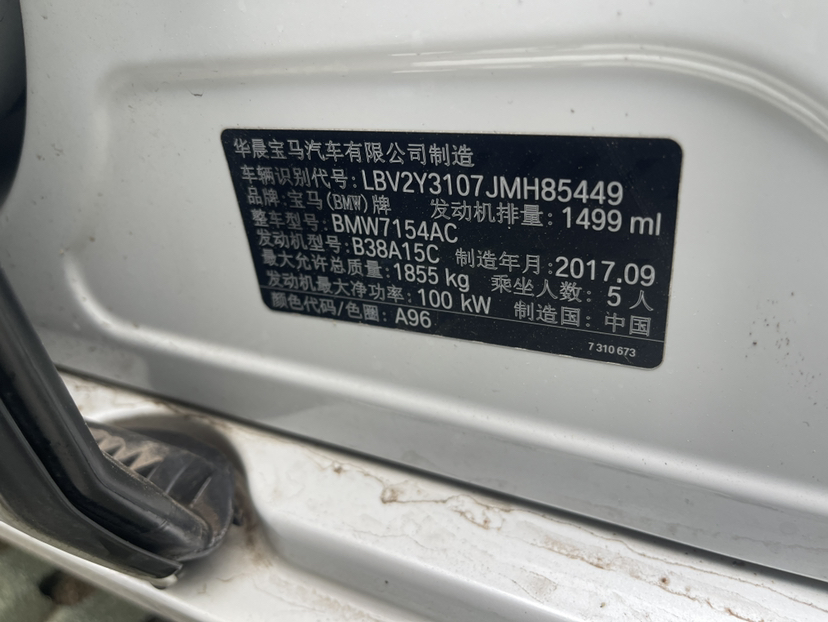 华晨宝马汽车有限公司制造
车辆识别代号: LBV2Y3107JMH85449
品牌: 宝马(BMW)牌 发动机排量: 1499 ml
整车型号: BMW7154AC
发动机型号: B38A15C 制造年月: 2017.09
最大允许总质量: 1855 kg 乘坐人数: 5 人
发动机最大净功率: 100 kW 制造国: 中国
颜色代码/色圈: A96
7 310 673